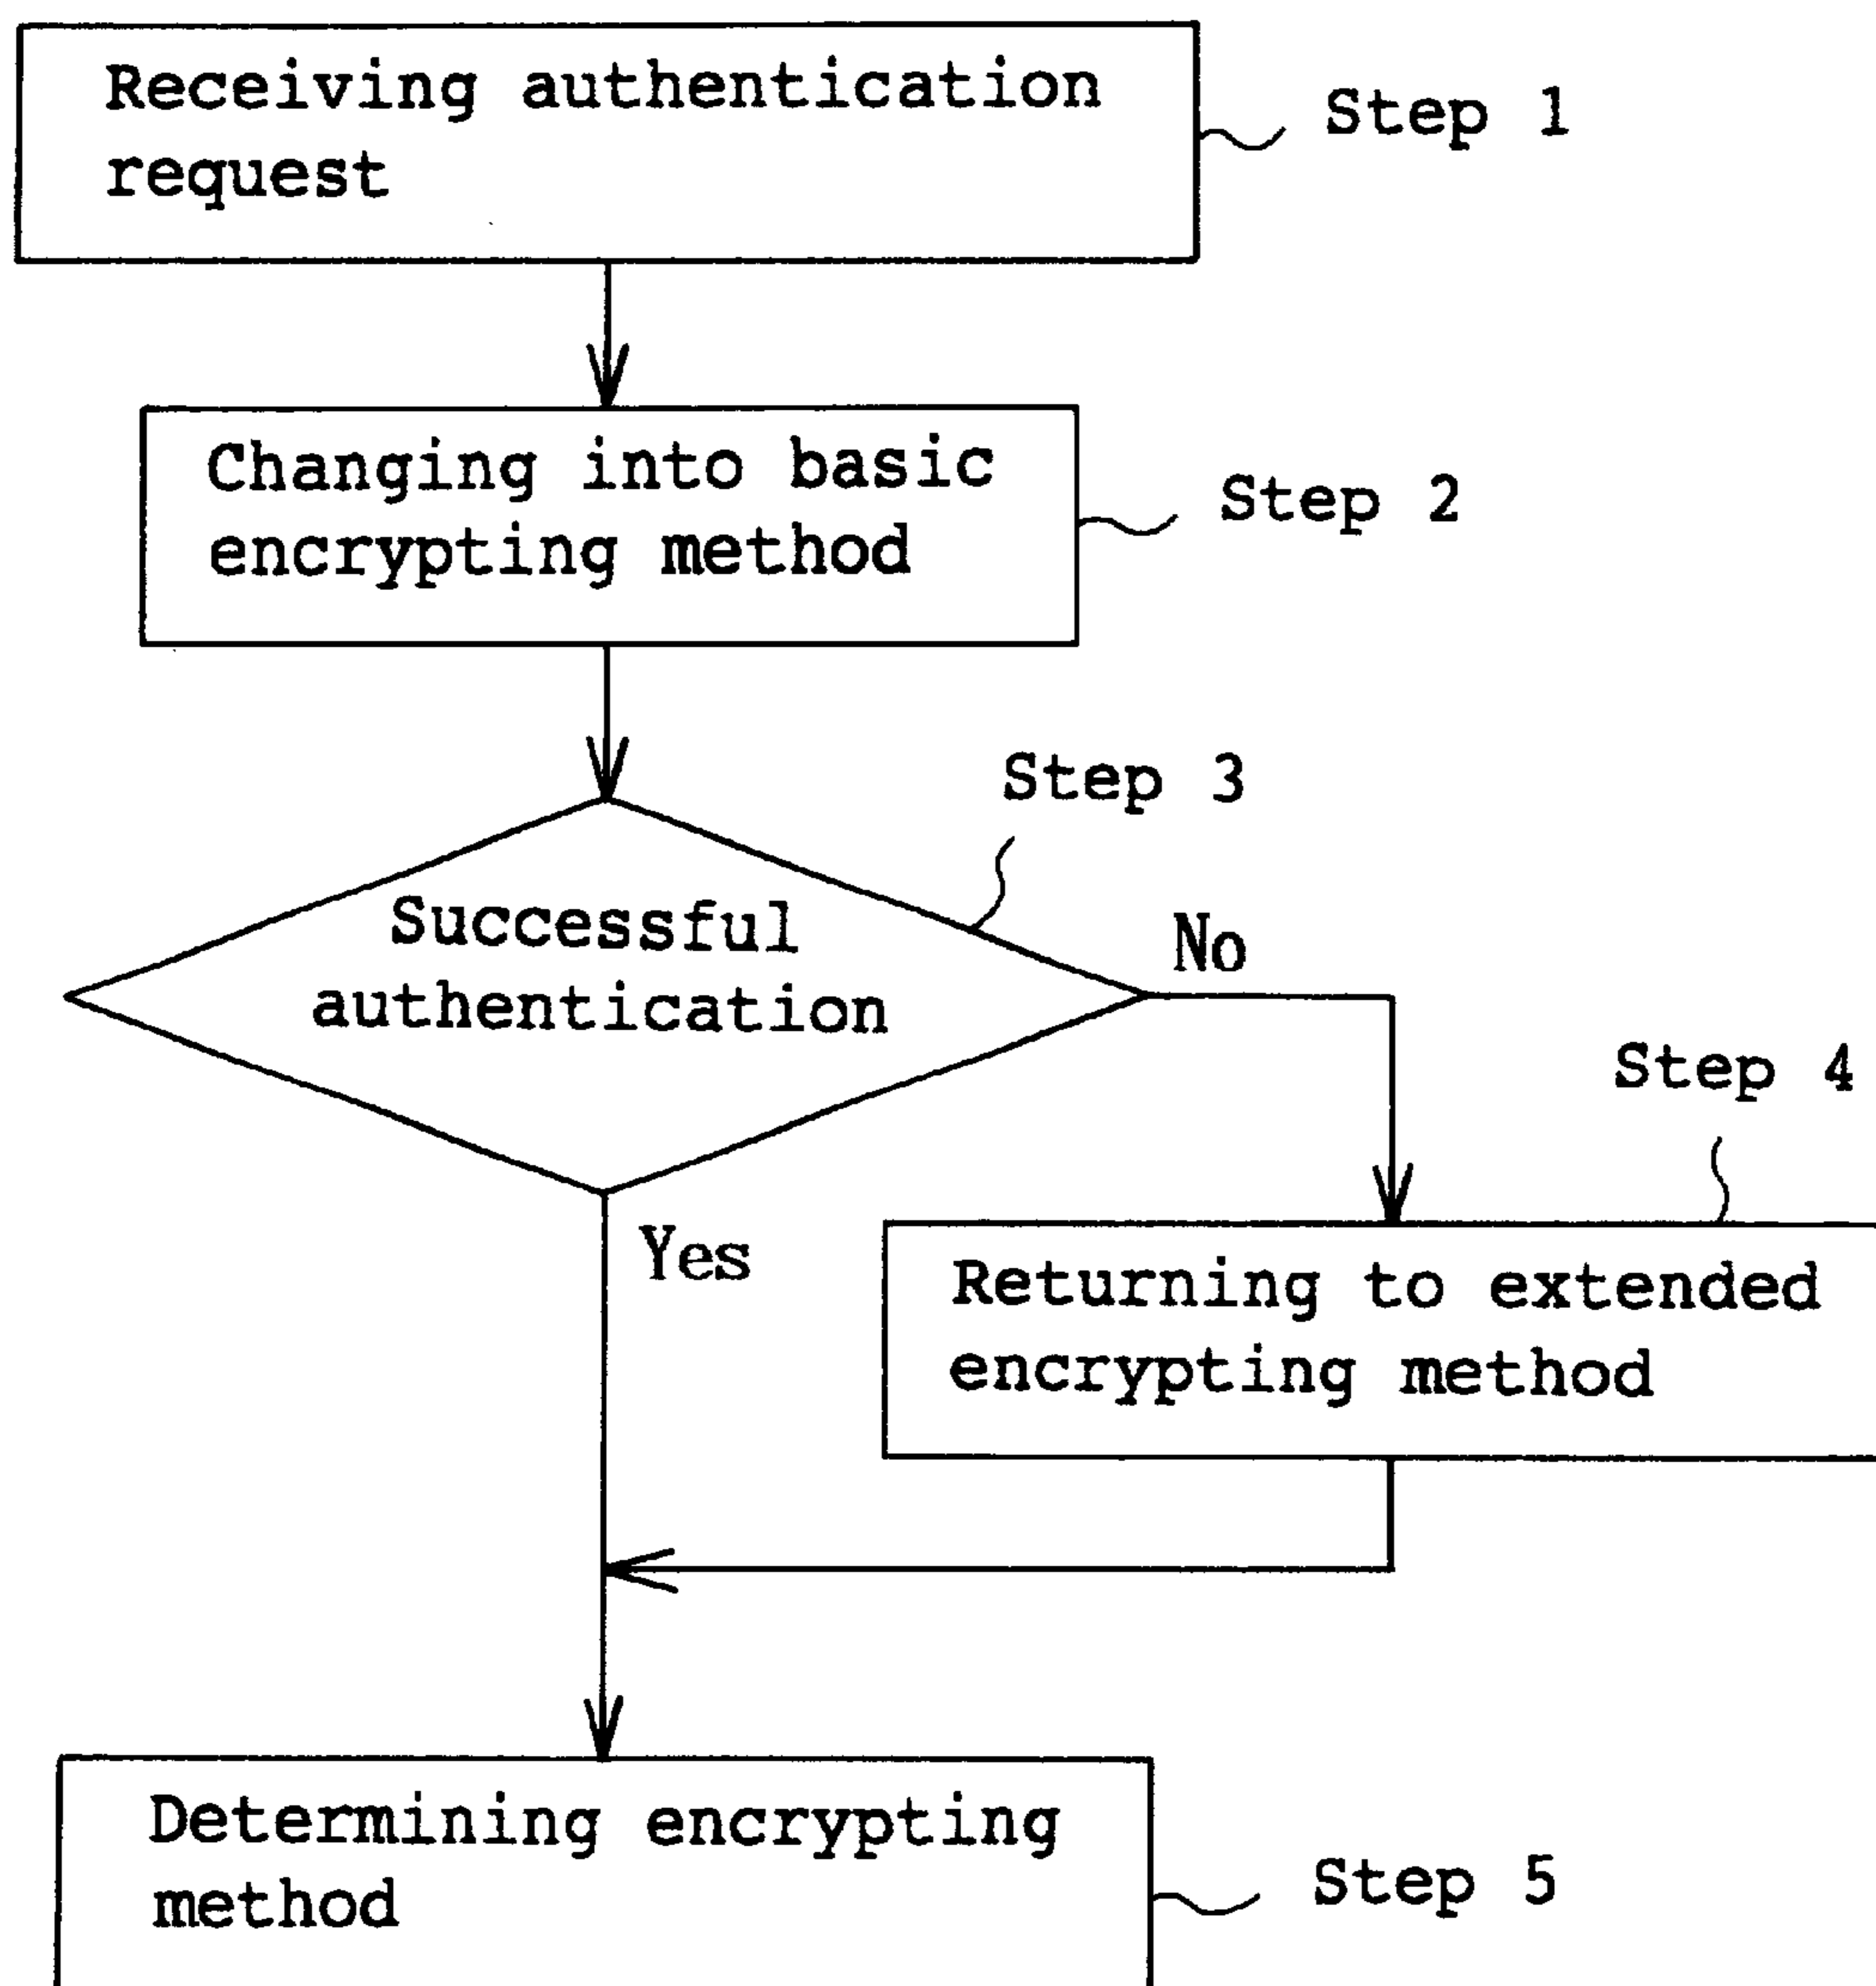 Receiving authentication
request
Step 1
Changing into basic
encrypting method
Step 2
Step 3
Successful
authentication
No
Step 4
Yes
Returning to extended
encrypting method
Determining encrypting
method
Step 5